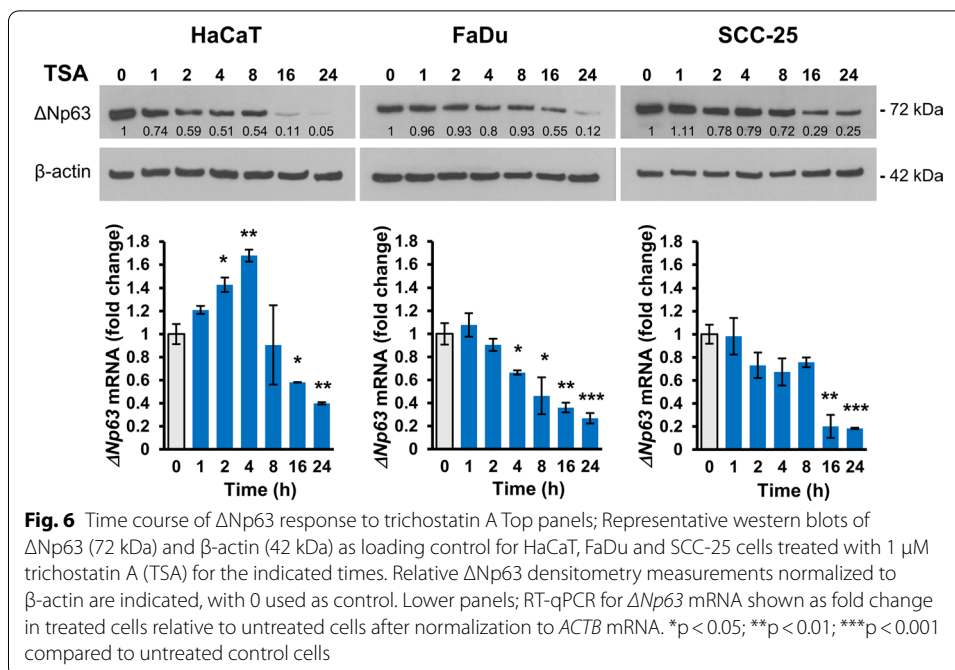 HaCaT FaDu SCC-25
TSA 0 1 2 4 8 16 24 0 1 2 4 8 16 24 0 1 2 4 8 16 24
ΔNp63 - 72 kDa
1 0.74 0.59 0.51 0.54 0.11 0.05 1 0.96 0.93 0.8 0.93 0.55 0.12 1 1.11 0.78 0.79 0.72 0.29 0.25
β-actin - 42 kDa
ΔNp63 mRNA (fold change)
1.8
1.6
1.4
1.2
1
0.8
0.6
0.4
0.2
0
* ** * **
0 1 2 4 8 16 24
Time (h)
ΔNp63 mRNA (fold change)
1.8
1.6
1.4
1.2
1
0.8
0.6
0.4
0.2
0
* * ** ***
0 1 2 4 8 16 24
Time (h)
ΔNp63 mRNA (fold change)
1.8
1.6
1.4
1.2
1
0.8
0.6
0.4
0.2
0
** ***
0 1 2 4 8 16 24
Time (h)
Fig. 6 Time course of ΔNp63 response to trichostatin A Top panels; Representative western blots of
ΔNp63 (72 kDa) and β-actin (42 kDa) as loading control for HaCaT, FaDu and SCC-25 cells treated with 1 μM
trichostatin A (TSA) for the indicated times. Relative ΔNp63 densitometry measurements normalized to
β-actin are indicated, with 0 used as control. Lower panels; RT-qPCR for ΔNp63 mRNA shown as fold change
in treated cells relative to untreated cells after normalization to ACTB mRNA. *p < 0.05; **p < 0.01; ***p < 0.001
compared to untreated control cells